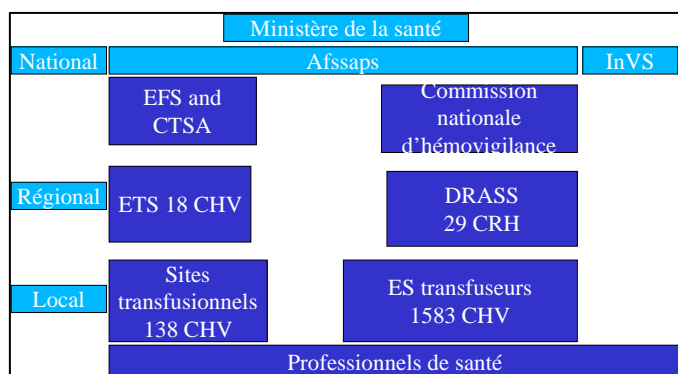 Ministère de la santé
National
Afssaps
InVS
EFS and
CTSA
Commission
nationale
d'hémovigilance
Régional
ETS 18 CHV
DRASS
29 CRH
Local
Sites
transfusionnels
138 CHV
ES transfuseurs
1583 CHV
Professionnels de santé